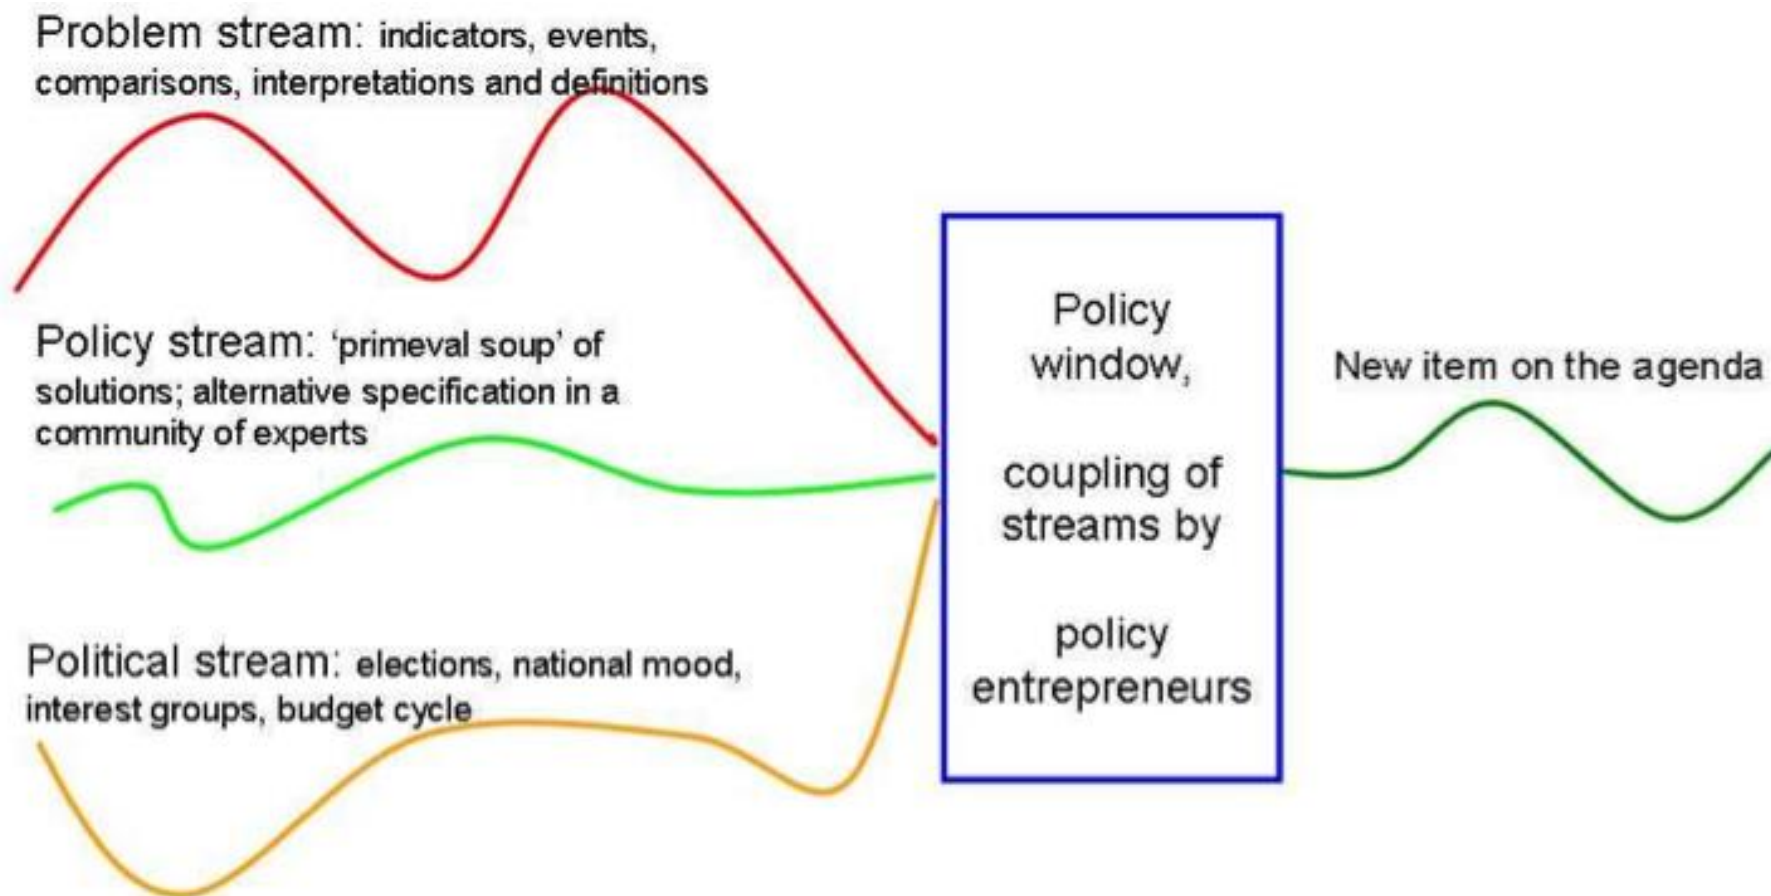 Problem stream: indicators, events,
comparisons, interpretations and definitions
Policy stream: ‘primeval soup’ of
solutions; alternative specification in a
community of experts
Political stream: elections, national mood,
interest groups, budget cycle
Policy
window,
coupling of
streams by
policy
entrepreneurs
New item on the agenda